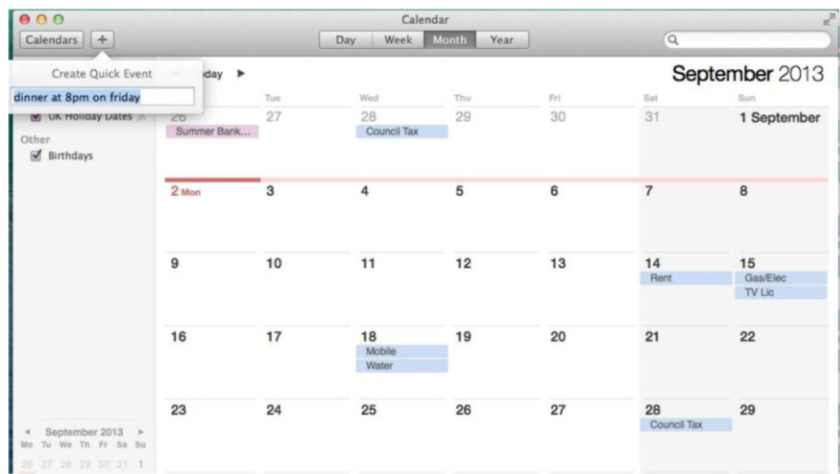 Calendar
Calendars +
Day Week Month Year
Create Quick Event
dinner at 8pm on friday
UK Holiday Dates
Other
Birthdays
oday
September 2013
Tue Wed Thu Fri Sat Sun
26 27 28 29 30 31 1 September
Summer Bank... Council Tax
2 Mon 3 4 5 6 7 8
9 10 11 12 13 14 15
Rent Gas/Elec
TV Lic
16 17 18 19 20 21 22
Mobile
Water
23 24 25 26 27 28 29
Council Tax
September 2013
Mo Tu We Th Fr Sa Su
26 27 28 29 30 31 1